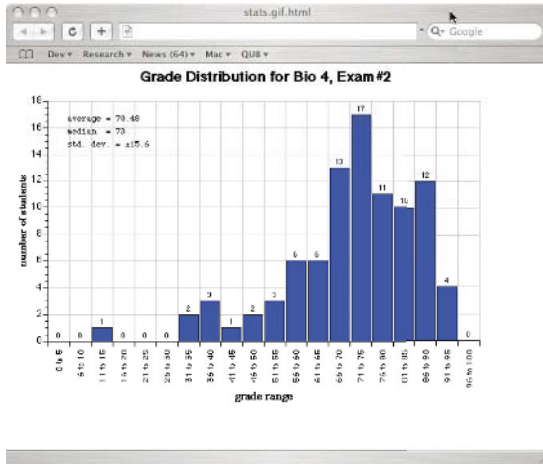 stats.gif.html
Google
Dev Research News (64) Mac QUB
Grade Distribution for Bio 4, Exam #2
average = 70.48
median = 73
std. dev. = ±15.6
number of students
18
16
14
12
10
8
6
4
2
0
0 0 1 0 0 0 2 3 1 2 3 6 6 13 17 11 10 12 4 0
0 to 5
6 to 10
11 to 15
16 to 20
21 to 25
26 to 30
31 to 35
36 to 40
41 to 45
46 to 50
51 to 55
56 to 60
61 to 65
66 to 70
71 to 75
76 to 80
81 to 85
86 to 90
91 to 95
96 to 100
grade range